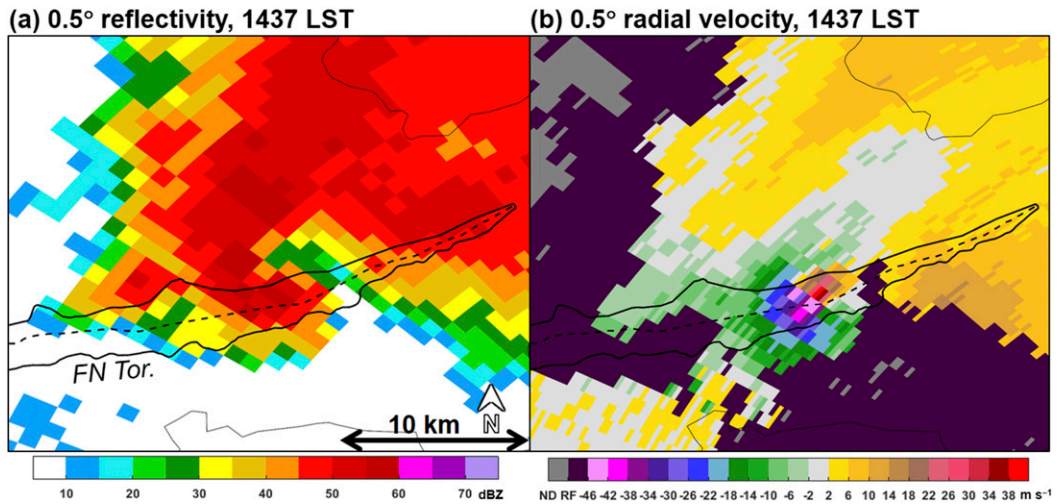 (a) 0.5° reflectivity, 1437 LST
(b) 0.5° radial velocity, 1437 LST
FN Tor.
10 km
N
10 20 30 40 50 60 70 dBZ
ND RF -46 -42 -38 -34 -30 -26 -22 -18 -14 -10 -6 -2 2 6 10 14 18 22 26 30 34 38 m s⁻¹